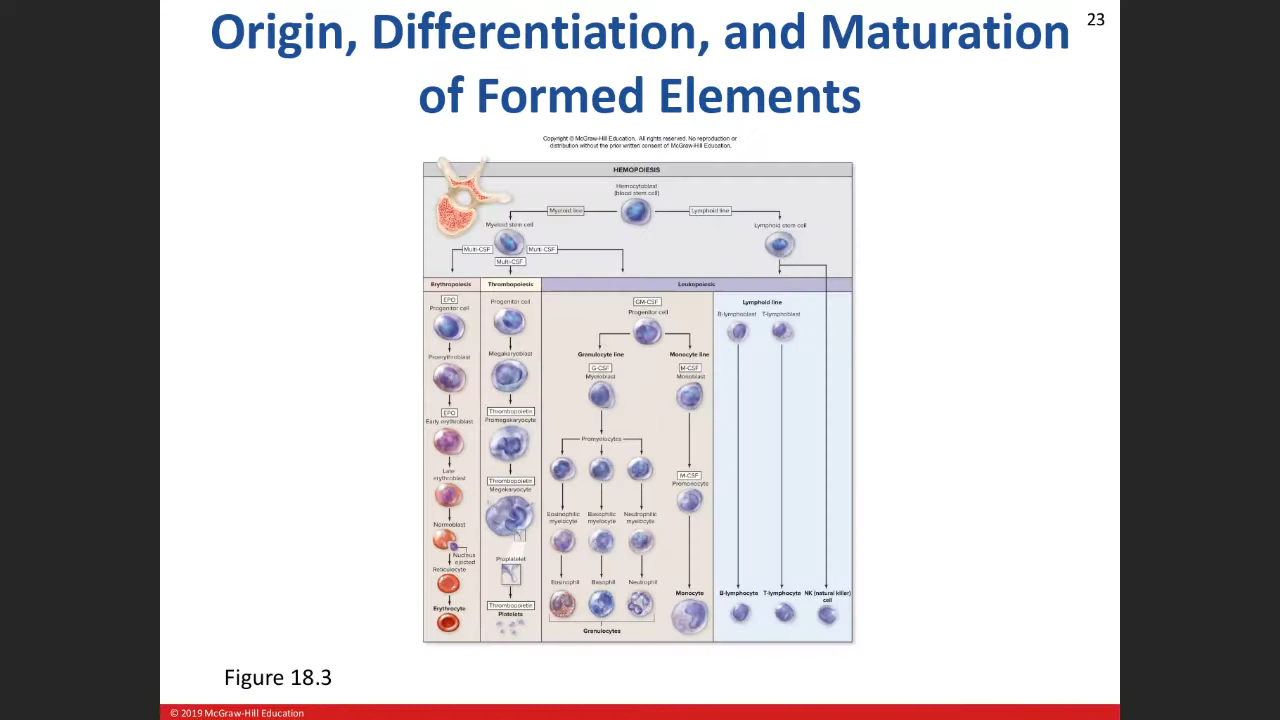 Origin, Differentiation, and Maturation
of Formed Elements
23
Copyright © McGraw-Hill Education. All rights reserved. No reproduction or
distribution without the prior written consent of McGraw-Hill Education.
HEMOPOIESIS
Hemocytoblast
(blood stem cell)
Myeloid line
Lymphoid line
Myeloid stem cell
Lymphoid stem cell
Multi-CSF
Multi-CSF
Multi-CSF
Erythropoiesis
Thrombopoiesis
Leukopoiesis
EPO
Progenitor cell
Proerythroblast
EPO
Early erythroblast
Late
erythroblast
Normoblast
Nucleus
ejected
Reticulocyte
Erythrocyte
Progenitor cell
Megakaryoblast
Thrombopoietin
Promegakaryocyte
Thrombopoietin
Megakaryocyte
Proplatelet
Thrombopoietin
Platelets
GM-CSF
Progenitor cell
Granulocyte line
Monocyte line
G-CSF
Myeloblast
M-CSF
Monoblast
Promyelocytes
M-CSF
Promonocyte
Eosinophilic
myelocyte
Basophilic
myelocyte
Neutrophilic
myelocyte
Eosinophil
Basophil
Neutrophil
Monocyte
Granulocytes
Lymphoid line
B-lymphoblast
T-lymphoblast
B-lymphocyte
T-lymphocyte
NK (natural killer)
cell
Figure 18.3
© 2019 McGraw-Hill Education